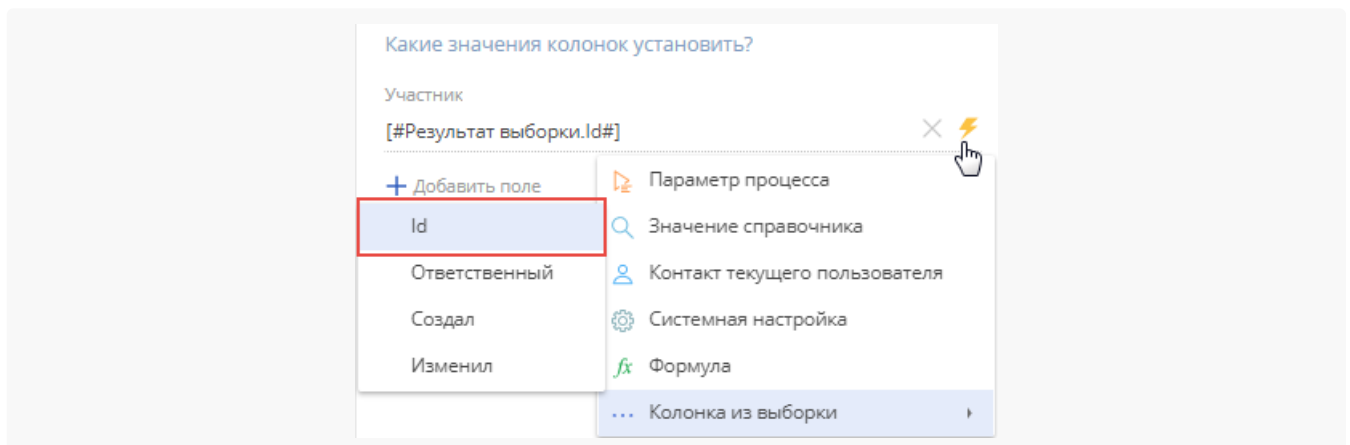 Какие значения колонок установить?
Участник
[#Результат выборки.Id#]
Добавить поле
Id
Ответственный
Создал
Изменил
Параметр процесса
Значение справочника
Контакт текущего пользователя
Системная настройка
fx Формула
Колонка из выборки